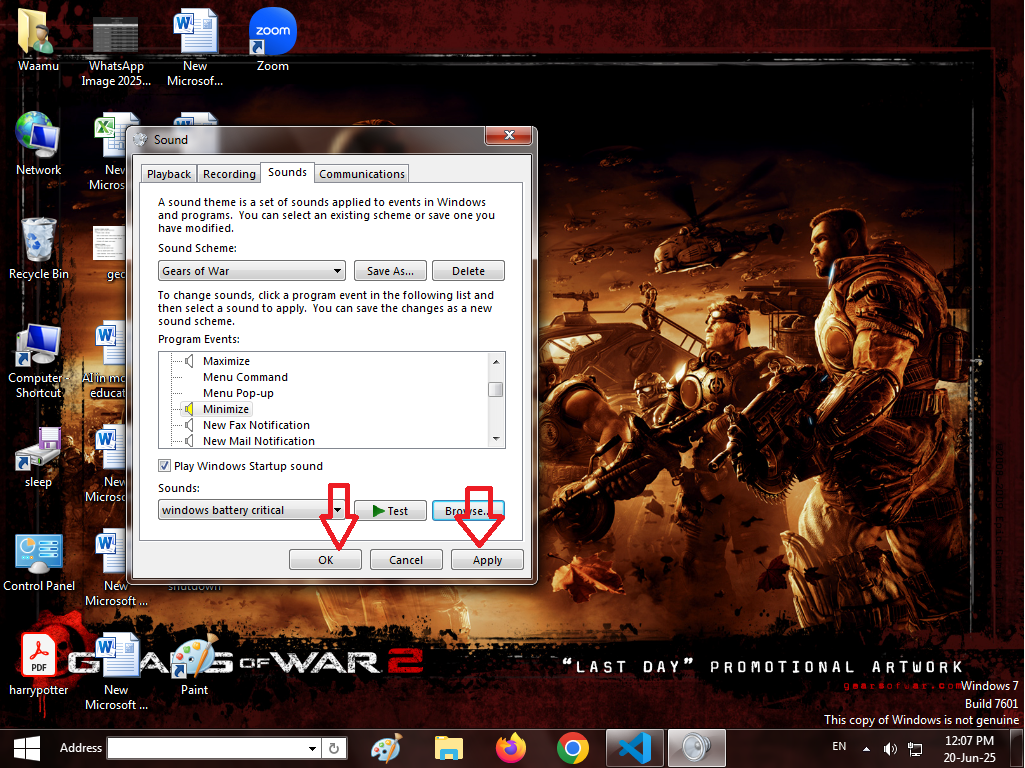 Waamu
WhatsApp
Image 2025...
New
Microsof...
zoom
Zoom
Network
New
Micros
Recycle Bin
geo
Computer -
Shortcut
AI in mo
educat
sleep
New
Micros
Control Panel
New
Microsoft ...
shutdown
PDF
harrypotter
New
Microsoft ...
Paint
Sound
Playback
Recording
Sounds
Communications
A sound theme is a set of sounds applied to events in Windows
and programs. You can select an existing scheme or save one you
have modified.
Sound Scheme:
Gears of War
Save As...
Delete
To change sounds, click a program event in the following list and
then select a sound to apply. You can save the changes as a new
sound scheme.
Program Events:
Maximize
Menu Command
Menu Pop-up
Minimize
New Fax Notification
New Mail Notification
Play Windows Startup sound
Sounds:
windows battery critical
Test
Browse...
OK
Cancel
Apply
OF WAR 2
"LAST DAY" PROMOTIONAL ARTWORK
gearsofwar.com
Windows 7
Build 7601
This copy of Windows is not genuine
Address
EN
12:07 PM
20-Jun-25